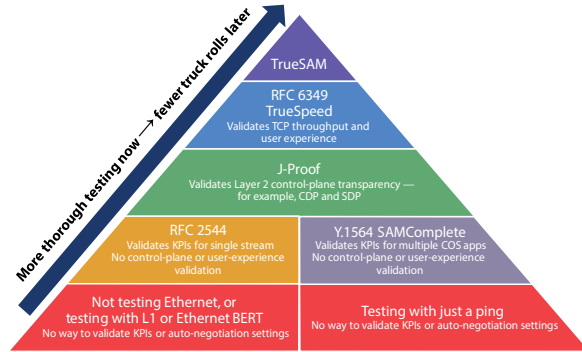 More thorough testing now → fewer truck rolls later
TrueSAM
RFC 6349
TrueSpeed
Validates TCP throughput and
user experience
J-Proof
Validates Layer 2 control-plane transparency —
for example, CDP and SDP
RFC 2544
Validates KPIs for single stream
No control-plane or user-experience
validation
Y.1564 SAMComplete
Validates KPIs for multiple COS apps
No control-plane or user-experience
validation
Not testing Ethernet, or
testing with L1 or Ethernet BERT
No way to validate KPIs or auto-negotiation settings
Testing with just a ping
No way to validate KPIs or auto-negotiation settings